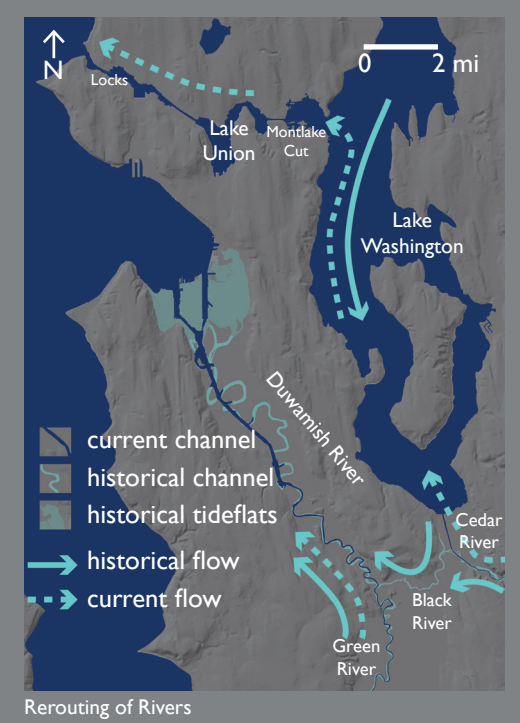 N
0 2 mi
Locks
Lake
Union
Montlake
Cut
Lake
Washington
Duwamish River
current channel
historical channel
historical tideflats
historical flow
current flow
Cedar
River
Black
River
Green
River
Rerouting of Rivers